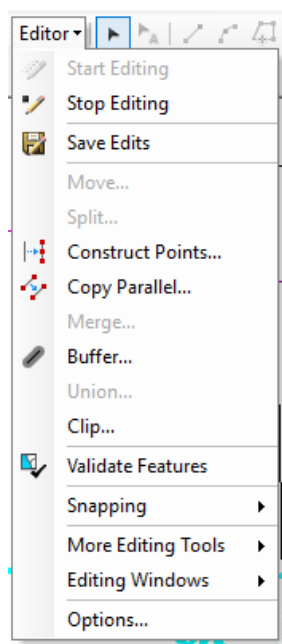 Editor
A
Start Editing
Stop Editing
Save Edits
Move...
Split...
Construct Points...
Copy Parallel...
Merge...
Buffer...
Union...
Clip...
Validate Features
Snapping
More Editing Tools
Editing Windows
Options...